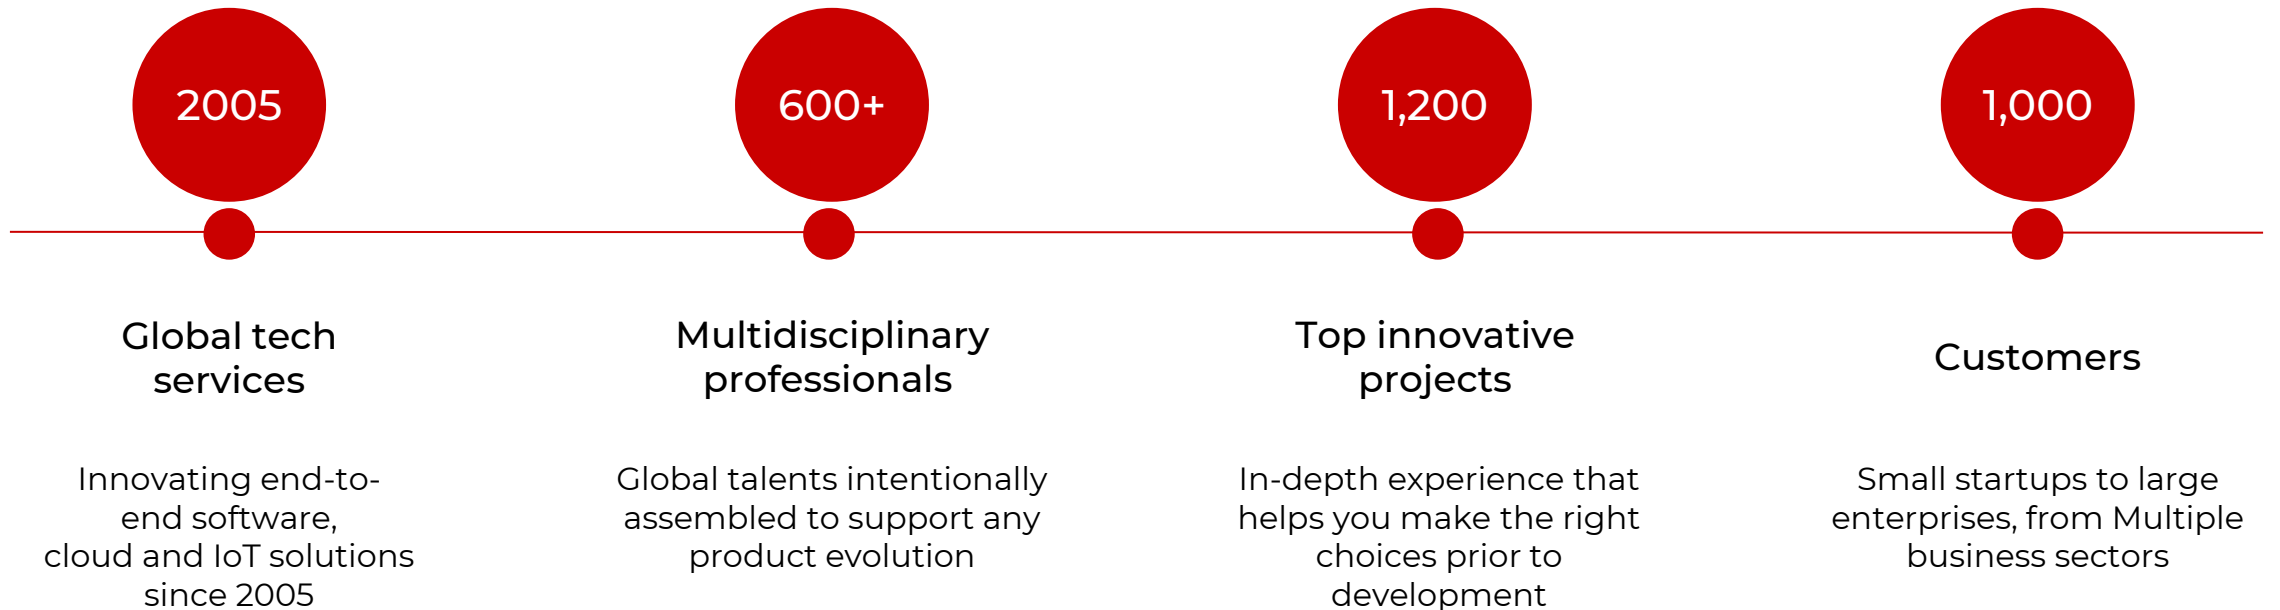 2005
Global tech
services
Innovating end-to-
end software,
cloud and IoT solutions
since 2005
600+
Multidisciplinary
professionals
Global talents intentionally
assembled to support any
product evolution
1,200
Top innovative
projects
In-depth experience that
helps you make the right
choices prior to
development
1,000
Customers
Small startups to large
enterprises, from Multiple
business sectors